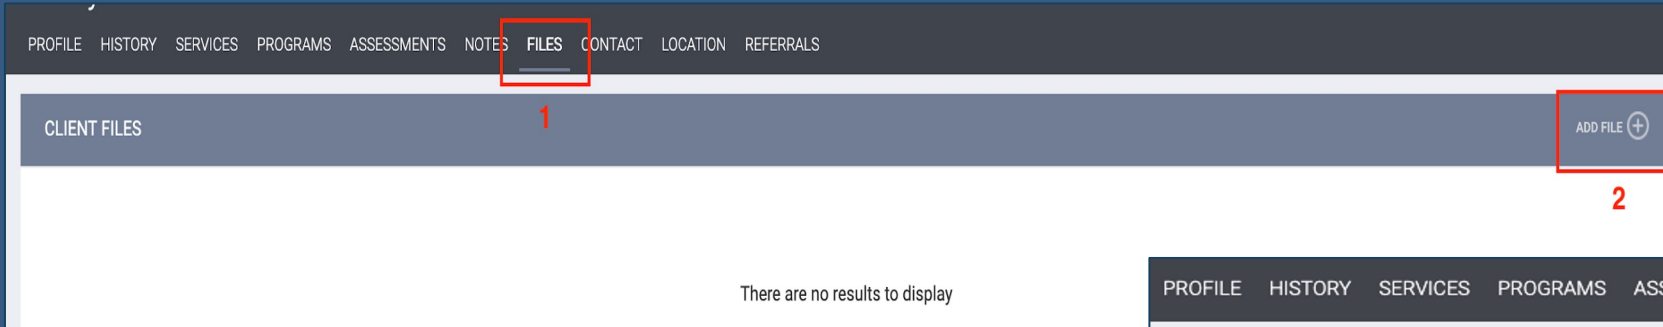 PROFILE HISTORY SERVICES PROGRAMS ASSESSMENTS NOTES FILES CONTACT LOCATION REFERRALS
1
CLIENT FILES
ADD FILE
2
There are no results to display
PROFILE HISTORY SERVICES PROGRAMS ASS